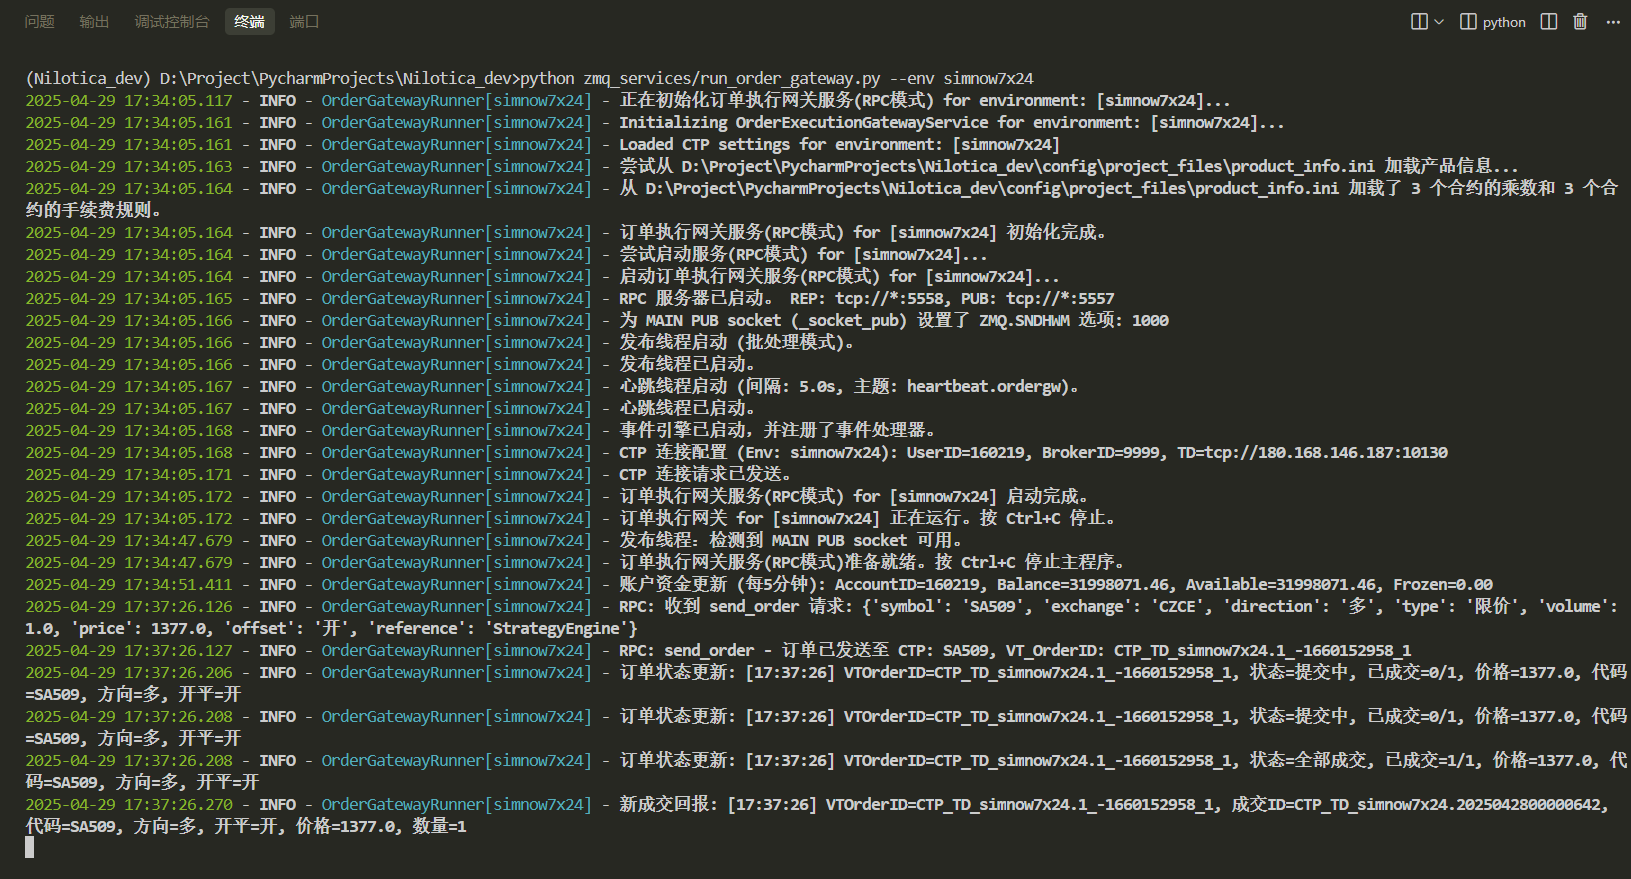 问题 输出 调试控制台 终端 端口 python
(Nilotica_dev) D:\Project\PycharmProjects\Nilotica_dev>python zmq_services/run_order_gateway.py --env simnow7x24
2025-04-29 17:34:05.117 - INFO - OrderGatewayRunner[simnow7x24] - 正在初始化订单执行网关服务(RPC模式) for environment: [simnow7x24]...
2025-04-29 17:34:05.161 - INFO - OrderGatewayRunner[simnow7x24] - Initializing OrderExecutionGatewayService for environment: [simnow7x24]...
2025-04-29 17:34:05.161 - INFO - OrderGatewayRunner[simnow7x24] - Loaded CTP settings for environment: [simnow7x24]
2025-04-29 17:34:05.163 - INFO - OrderGatewayRunner[simnow7x24] - 尝试从 D:\Project\PycharmProjects\Nilotica_dev\config\project_files\product_info.ini 加载产品信息...
2025-04-29 17:34:05.164 - INFO - OrderGatewayRunner[simnow7x24] - 从 D:\Project\PycharmProjects\Nilotica_dev\config\project_files\product_info.ini 加载了 3 个合约的乘数和 3 个合
约的手续费规则。
2025-04-29 17:34:05.164 - INFO - OrderGatewayRunner[simnow7x24] - 订单执行网关服务(RPC模式) for [simnow7x24] 初始化完成。
2025-04-29 17:34:05.164 - INFO - OrderGatewayRunner[simnow7x24] - 尝试启动服务(RPC模式) for [simnow7x24]...
2025-04-29 17:34:05.164 - INFO - OrderGatewayRunner[simnow7x24] - 启动订单执行网关服务(RPC模式) for [simnow7x24]...
2025-04-29 17:34:05.165 - INFO - OrderGatewayRunner[simnow7x24] - RPC 服务器已启动。 REP: tcp://*:5558, PUB: tcp://*:5557
2025-04-29 17:34:05.166 - INFO - OrderGatewayRunner[simnow7x24] - 为 MAIN PUB socket (_socket_pub) 设置了 ZMQ.SNDHWM 选项: 1000
2025-04-29 17:34:05.166 - INFO - OrderGatewayRunner[simnow7x24] - 发布线程启动 (批处理模式)。
2025-04-29 17:34:05.166 - INFO - OrderGatewayRunner[simnow7x24] - 发布线程已启动。
2025-04-29 17:34:05.167 - INFO - OrderGatewayRunner[simnow7x24] - 心跳线程启动 (间隔: 5.0s, 主题: heartbeat.ordergw)。
2025-04-29 17:34:05.167 - INFO - OrderGatewayRunner[simnow7x24] - 心跳线程已启动。
2025-04-29 17:34:05.168 - INFO - OrderGatewayRunner[simnow7x24] - 事件引擎已启动，并注册了事件处理器。
2025-04-29 17:34:05.168 - INFO - OrderGatewayRunner[simnow7x24] - CTP 连接配置 (Env: simnow7x24): UserID=160219, BrokerID=9999, TD=tcp://180.168.146.187:10130
2025-04-29 17:34:05.171 - INFO - OrderGatewayRunner[simnow7x24] - CTP 连接请求已发送。
2025-04-29 17:34:05.172 - INFO - OrderGatewayRunner[simnow7x24] - 订单执行网关服务(RPC模式) for [simnow7x24] 启动完成。
2025-04-29 17:34:05.172 - INFO - OrderGatewayRunner[simnow7x24] - 订单执行网关 for [simnow7x24] 正在运行。按 Ctrl+C 停止。
2025-04-29 17:34:47.679 - INFO - OrderGatewayRunner[simnow7x24] - 发布线程：检测到 MAIN PUB socket 可用。
2025-04-29 17:34:47.679 - INFO - OrderGatewayRunner[simnow7x24] - 订单执行网关服务(RPC模式)准备就绪。按 Ctrl+C 停止主程序。
2025-04-29 17:34:51.411 - INFO - OrderGatewayRunner[simnow7x24] - 账户资金更新 (每5分钟): AccountID=160219, Balance=31998071.46, Available=31998071.46, Frozen=0.00
2025-04-29 17:37:26.126 - INFO - OrderGatewayRunner[simnow7x24] - RPC: 收到 send_order 请求: {'symbol': 'SA509', 'exchange': 'CZCE', 'direction': '多', 'type': '限价', 'volume':
1.0, 'price': 1377.0, 'offset': '开', 'reference': 'StrategyEngine'}
2025-04-29 17:37:26.127 - INFO - OrderGatewayRunner[simnow7x24] - RPC: send_order - 订单已发送至 CTP: SA509, VT_OrderID: CTP_TD_simnow7x24.1_-1660152958_1
2025-04-29 17:37:26.206 - INFO - OrderGatewayRunner[simnow7x24] - 订单状态更新: [17:37:26] VTOrderID=CTP_TD_simnow7x24.1_-1660152958_1, 状态=提交中, 已成交=0/1, 价格=1377.0, 代码
=SA509, 方向=多, 开平=开
2025-04-29 17:37:26.208 - INFO - OrderGatewayRunner[simnow7x24] - 订单状态更新: [17:37:26] VTOrderID=CTP_TD_simnow7x24.1_-1660152958_1, 状态=提交中, 已成交=0/1, 价格=1377.0, 代码
=SA509, 方向=多, 开平=开
2025-04-29 17:37:26.208 - INFO - OrderGatewayRunner[simnow7x24] - 订单状态更新: [17:37:26] VTOrderID=CTP_TD_simnow7x24.1_-1660152958_1, 状态=全部成交, 已成交=1/1, 价格=1377.0, 代
码=SA509, 方向=多, 开平=开
2025-04-29 17:37:26.270 - INFO - OrderGatewayRunner[simnow7x24] - 新成交回报: [17:37:26] VTOrderID=CTP_TD_simnow7x24.1_-1660152958_1, 成交ID=CTP_TD_simnow7x24.2025042800000642,
代码=SA509, 方向=多, 开平=开, 价格=1377.0, 数量=1